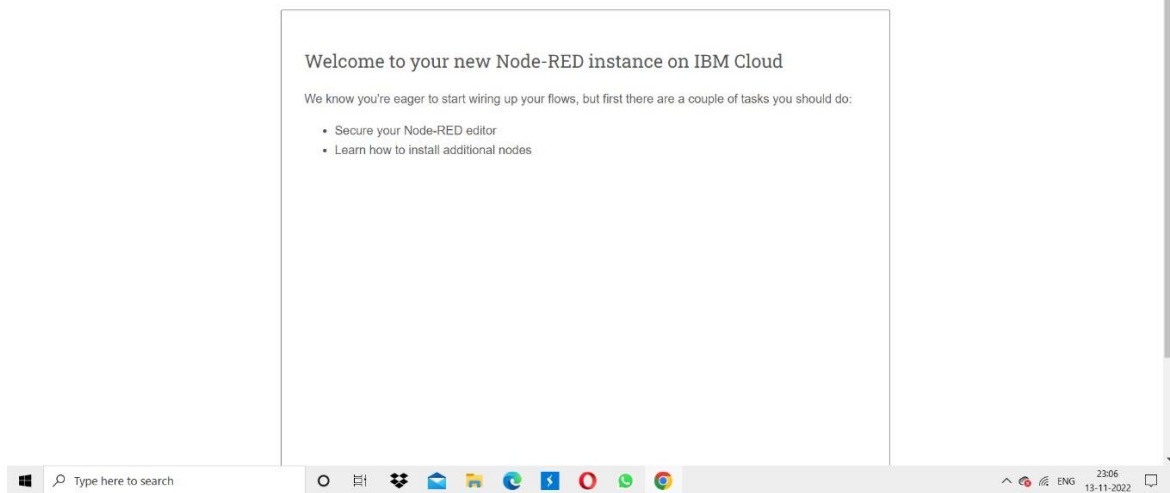 Welcome to your new Node-RED instance on IBM Cloud
We know you're eager to start wiring up your flows, but first there are a couple of tasks you should do:
• Secure your Node-RED editor
• Learn how to install additional nodes
Type here to search
ENG
23:06
13-11-2022